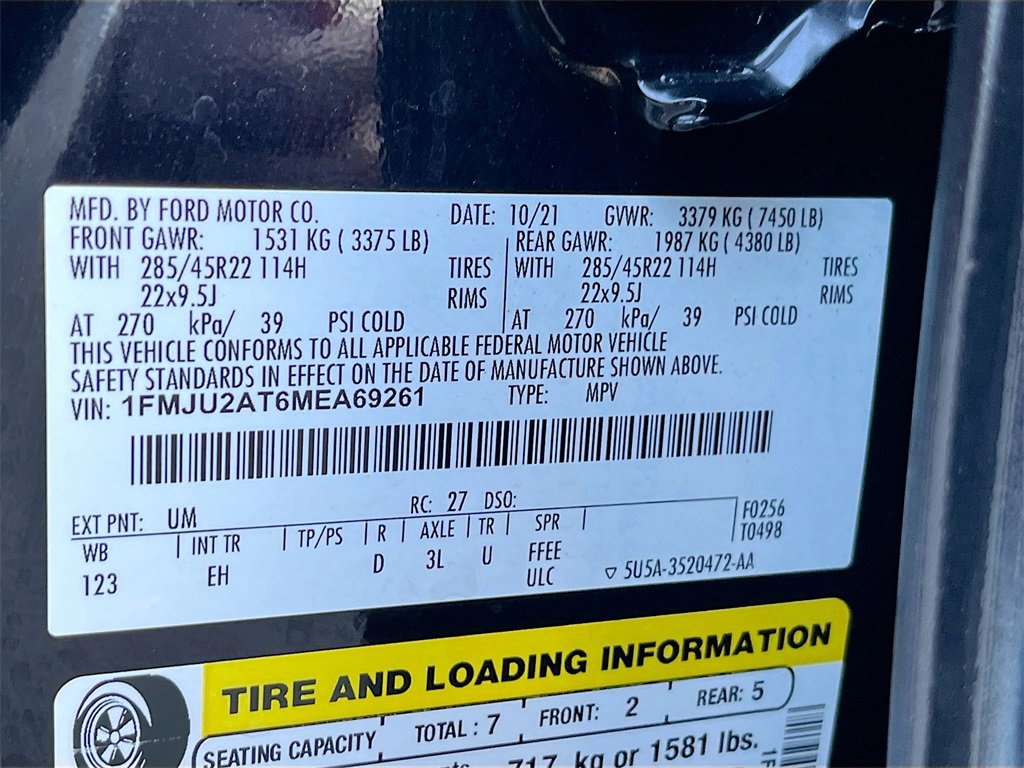 MFD. BY FORD MOTOR CO. DATE: 10/21 GVWR: 3379 KG ( 7450 LB)
FRONT GAWR: 1531 KG ( 3375 LB) REAR GAWR: 1987 KG ( 4380 LB)
WITH 285/45R22 114H TIRES WITH 285/45R22 114H TIRES
22x9.5J RIMS 22x9.5J RIMS
AT 270 kPa/ 39 PSI COLD AT 270 kPa/ 39 PSI COLD
THIS VEHICLE CONFORMS TO ALL APPLICABLE FEDERAL MOTOR VEHICLE
SAFETY STANDARDS IN EFFECT ON THE DATE OF MANUFACTURE SHOWN ABOVE.
VIN: 1FMJU2AT6MEA69261 TYPE: MPV
EXT PNT: UM RC: 27 DSO: F0256
WB INT TR TP/PS R AXLE TR SPR T0498
123 EH D 3L U FFEE
ULC 5U5A-3520472-AA
TIRE AND LOADING INFORMATION
SEATING CAPACITY TOTAL : 7 FRONT: 2 REAR: 5
717 kg or 1581 lbs.